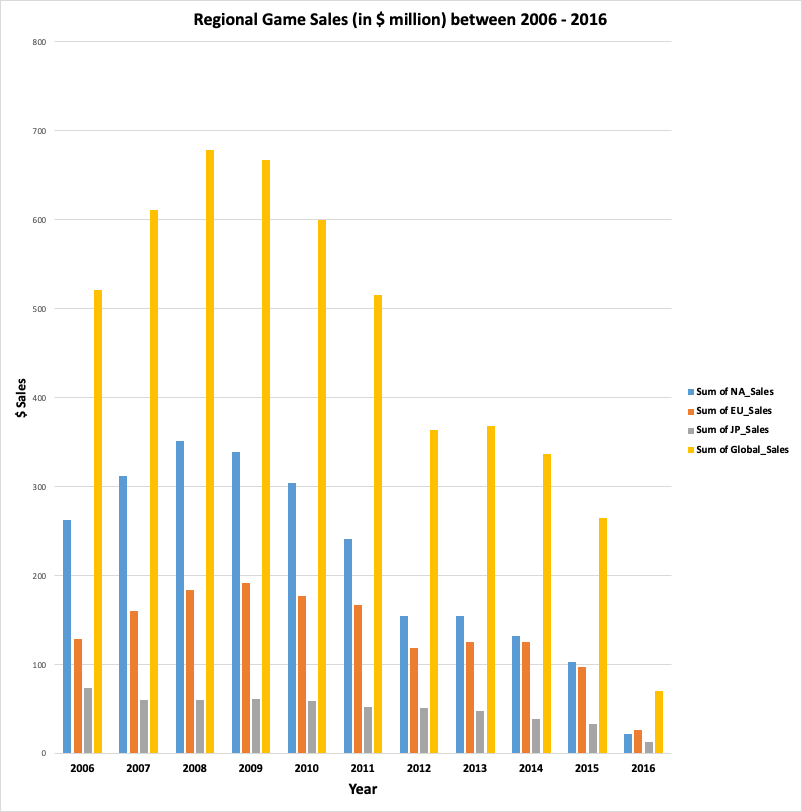 Regional Game Sales (in $ million) between 2006 - 2016
800
700
600
500
400
300
200
100
0
$ Sales
2006 2007 2008 2009 2010 2011 2012 2013 2014 2015 2016
Year
Sum of NA_Sales
Sum of EU_Sales
Sum of JP_Sales
Sum of Global_Sales